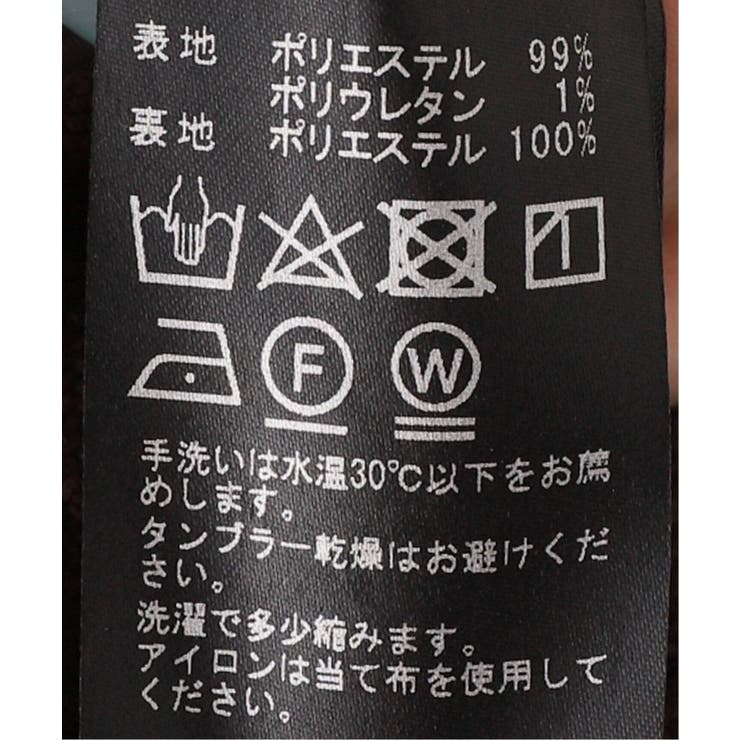 表地 ポリエステル 99%
ポリウレタン 1%
裏地 ポリエステル 100%
F W
手洗いは水温30℃以下をお薦
めします。
タンブラー乾燥はお避けくだ
さい。
洗濯で多少縮みます。
アイロンは当て布を使用して
ください。